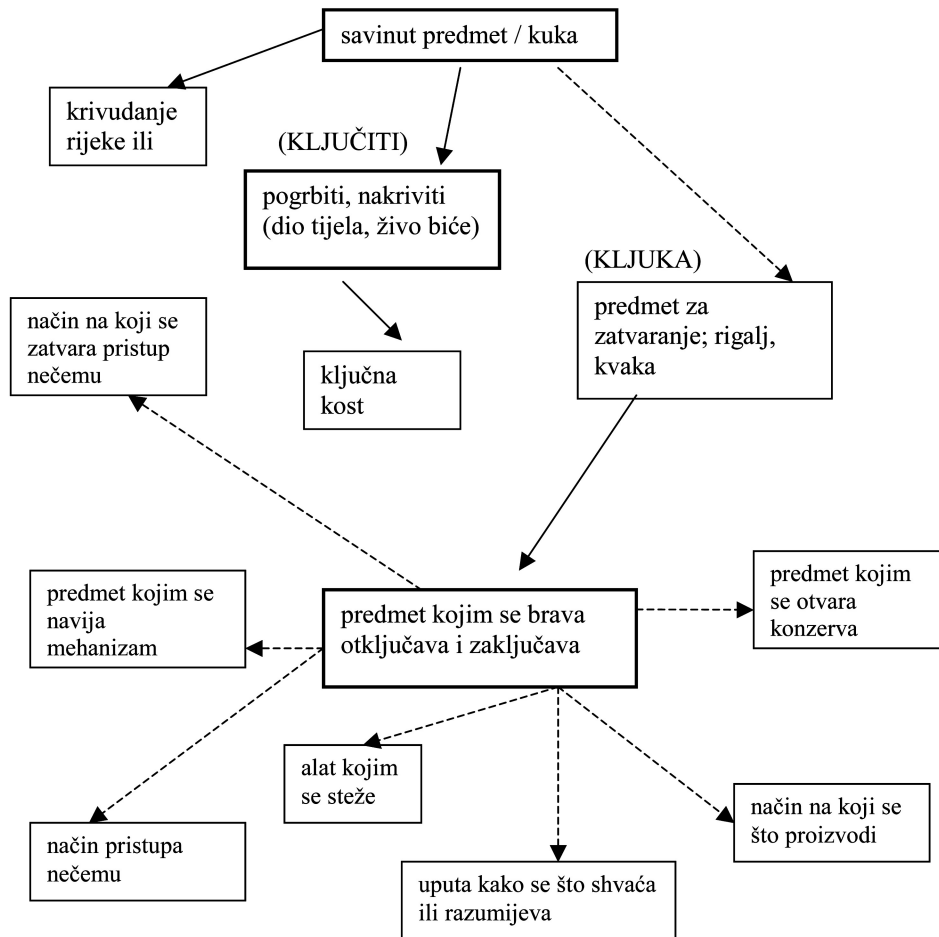 savinut predmet / kuka
krivudanje
rijeke ili
(KLJUČITI)
pogrbiti, nakriviti
(dio tijela, živo biće)
(KLJUKA)
predmet za
zatvaranje; rigalj,
kvaka
način na koji se
zatvara pristup
nečemu
ključna
kost
predmet kojim
se otvara
konzerva
predmet kojim se
navija
mehanizam
predmet kojim se brava
otključava i zaključava
alat kojim
se steže
način na koji se
što proizvodi
način pristupa
nečemu
uputa kako se što shvaća
ili razumijeva